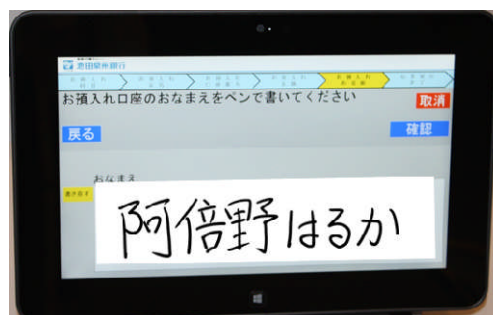 池田泉州銀行
お預入れ口座のおなまえをペンで書いてください
取消
戻る
確認
おなまえ
書き直す
阿倍野はるか